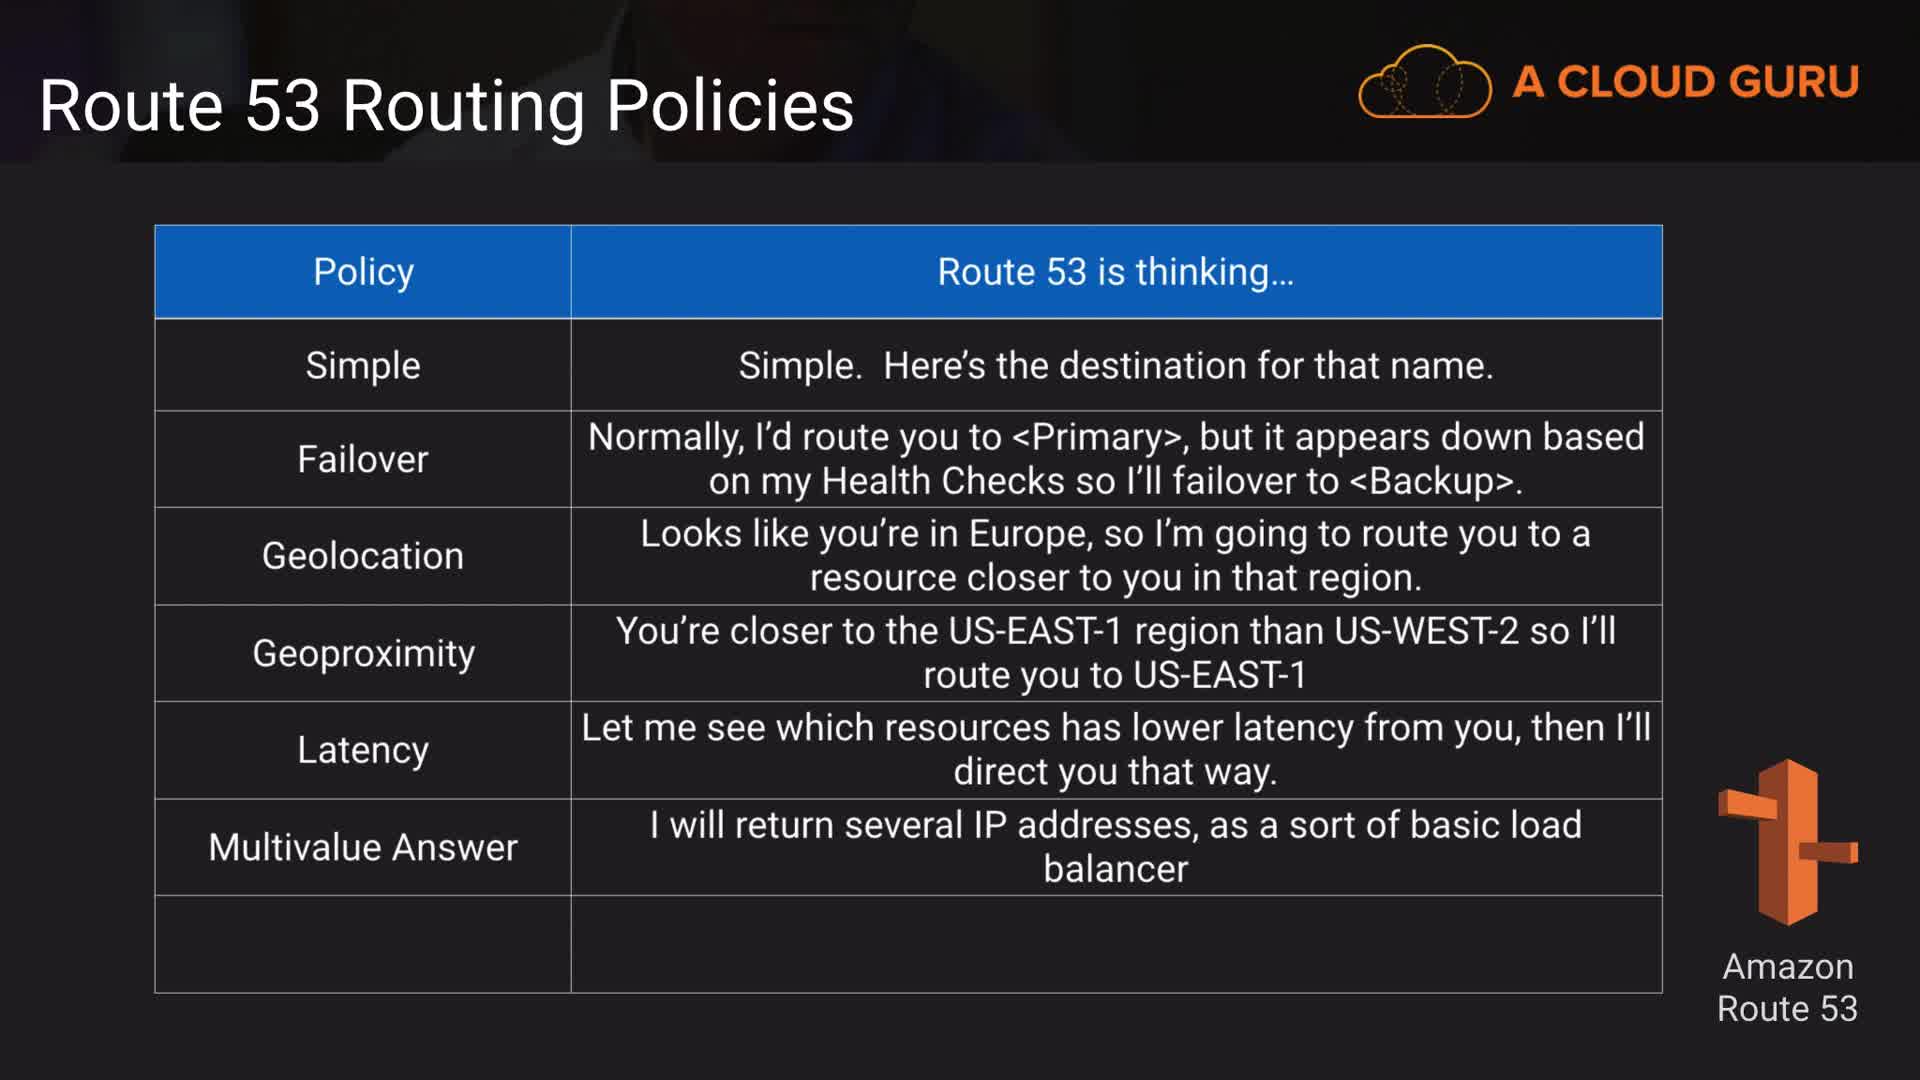 Route 53 Routing Policies
A CLOUD GURU
Policy
Route 53 is thinking...
Simple
Simple.  Here’s the destination for that name.
Failover
Normally, I’d route you to <Primary>, but it appears down based
on my Health Checks so I’ll failover to <Backup>.
Geolocation
Looks like you’re in Europe, so I’m going to route you to a
resource closer to you in that region.
Geoproximity
You’re closer to the US-EAST-1 region than US-WEST-2 so I’ll
route you to US-EAST-1
Latency
Let me see which resources has lower latency from you, then I’ll
direct you that way.
Multivalue Answer
I will return several IP addresses, as a sort of basic load
balancer
Amazon
Route 53